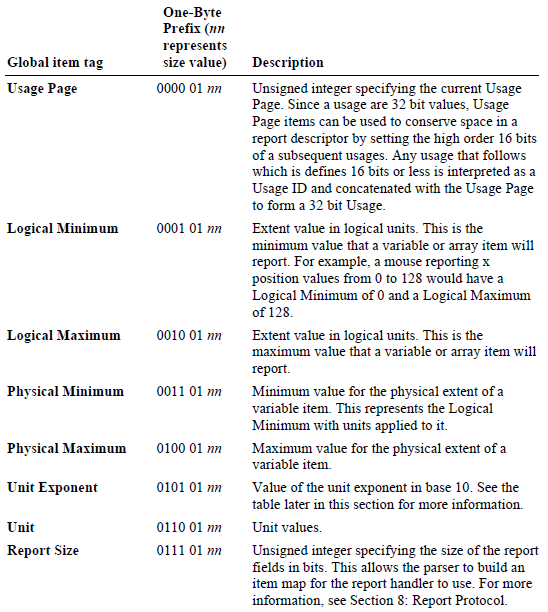 One-Byte
Prefix (nn
represents
Global item tag size value) Description
Usage Page 0000 01 nn Unsigned integer specifying the current Usage
Page. Since a usage are 32 bit values, Usage
Page items can be used to conserve space in a
report descriptor by setting the high order 16 bits
of a subsequent usages. Any usage that follows
which is defines 16 bits or less is interpreted as a
Usage ID and concatenated with the Usage Page
to form a 32 bit Usage.
Logical Minimum 0001 01 nn Extent value in logical units. This is the
minimum value that a variable or array item will
report. For example, a mouse reporting x
position values from 0 to 128 would have a
Logical Minimum of 0 and a Logical Maximum
of 128.
Logical Maximum 0010 01 nn Extent value in logical units. This is the
maximum value that a variable or array item will
report.
Physical Minimum 0011 01 nn Minimum value for the physical extent of a
variable item. This represents the Logical
Minimum with units applied to it.
Physical Maximum 0100 01 nn Maximum value for the physical extent of a
variable item.
Unit Exponent 0101 01 nn Value of the unit exponent in base 10. See the
table later in this section for more information.
Unit 0110 01 nn Unit values.
Report Size 0111 01 nn Unsigned integer specifying the size of the report
fields in bits. This allows the parser to build an
item map for the report handler to use. For more
information, see Section 8: Report Protocol.